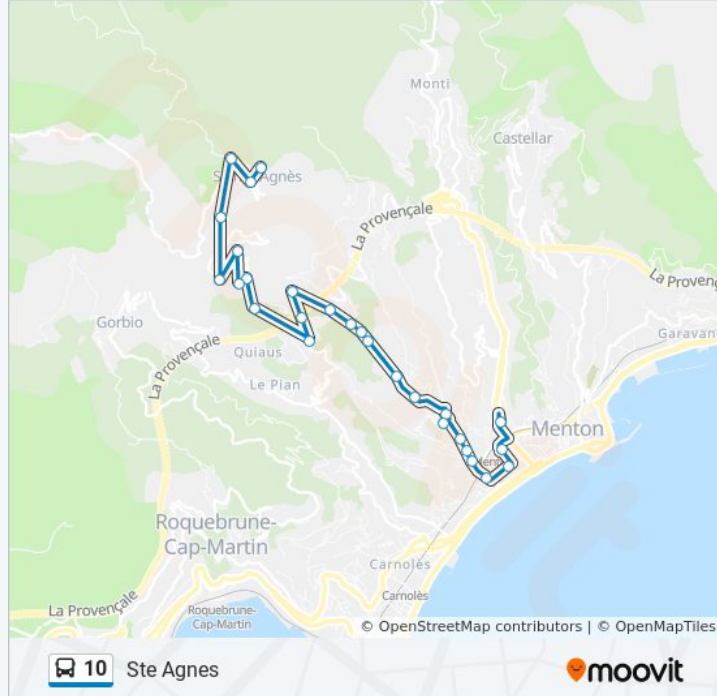 Monti
Castellar
S Agnès
La Provençale
La Provenç
Gorbio
La Provençale
Quiaus
Le Pian
Garavan
Menton
Ment
Roquebrune-
Cap-Martin
Carnolès
Carnolès
La Provençale
Roquebrune-
Cap-Martin
© OpenStreetMap contributors | © OpenMapTiles
10 Ste Agnes
moovit